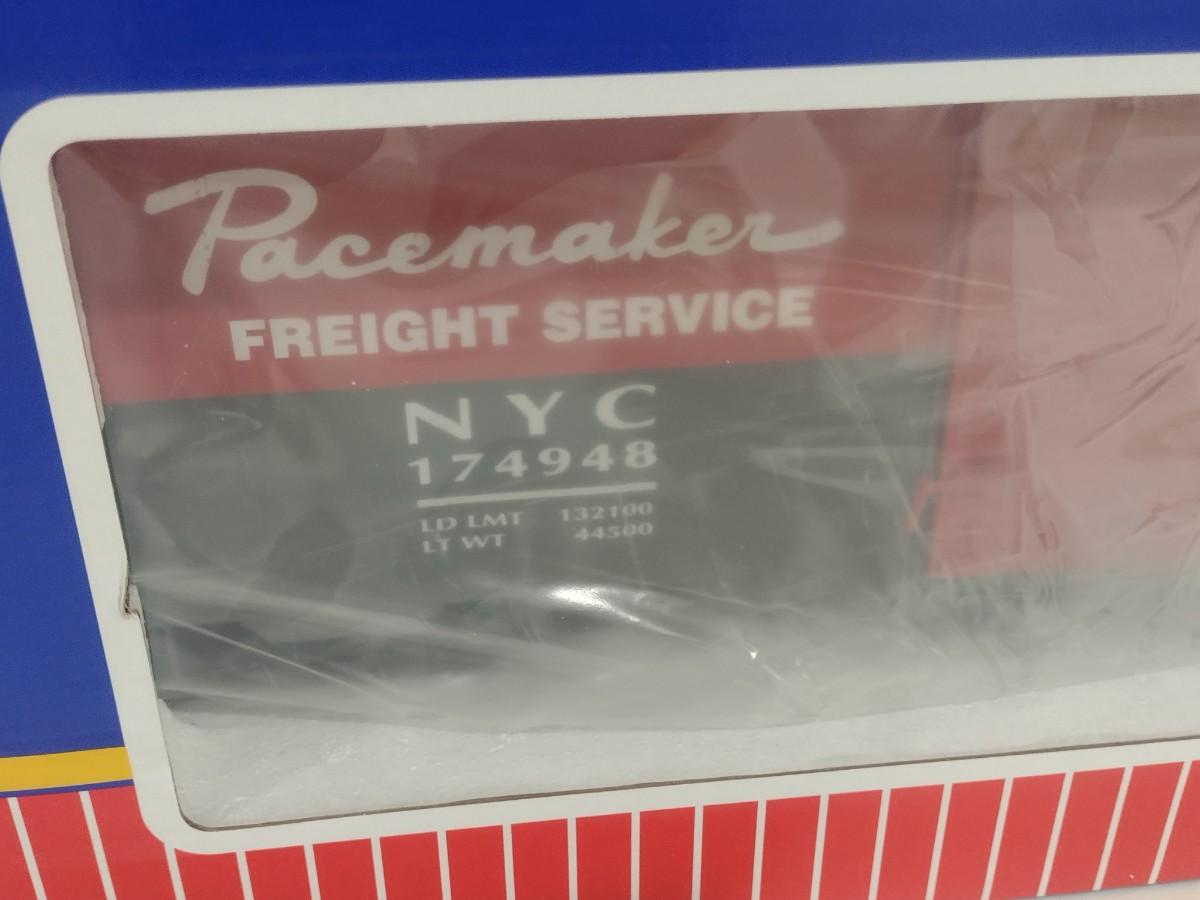 Pacemaker
FREIGHT SERVICE
NYC
174948
LD LMT 132100
LT WT 44500